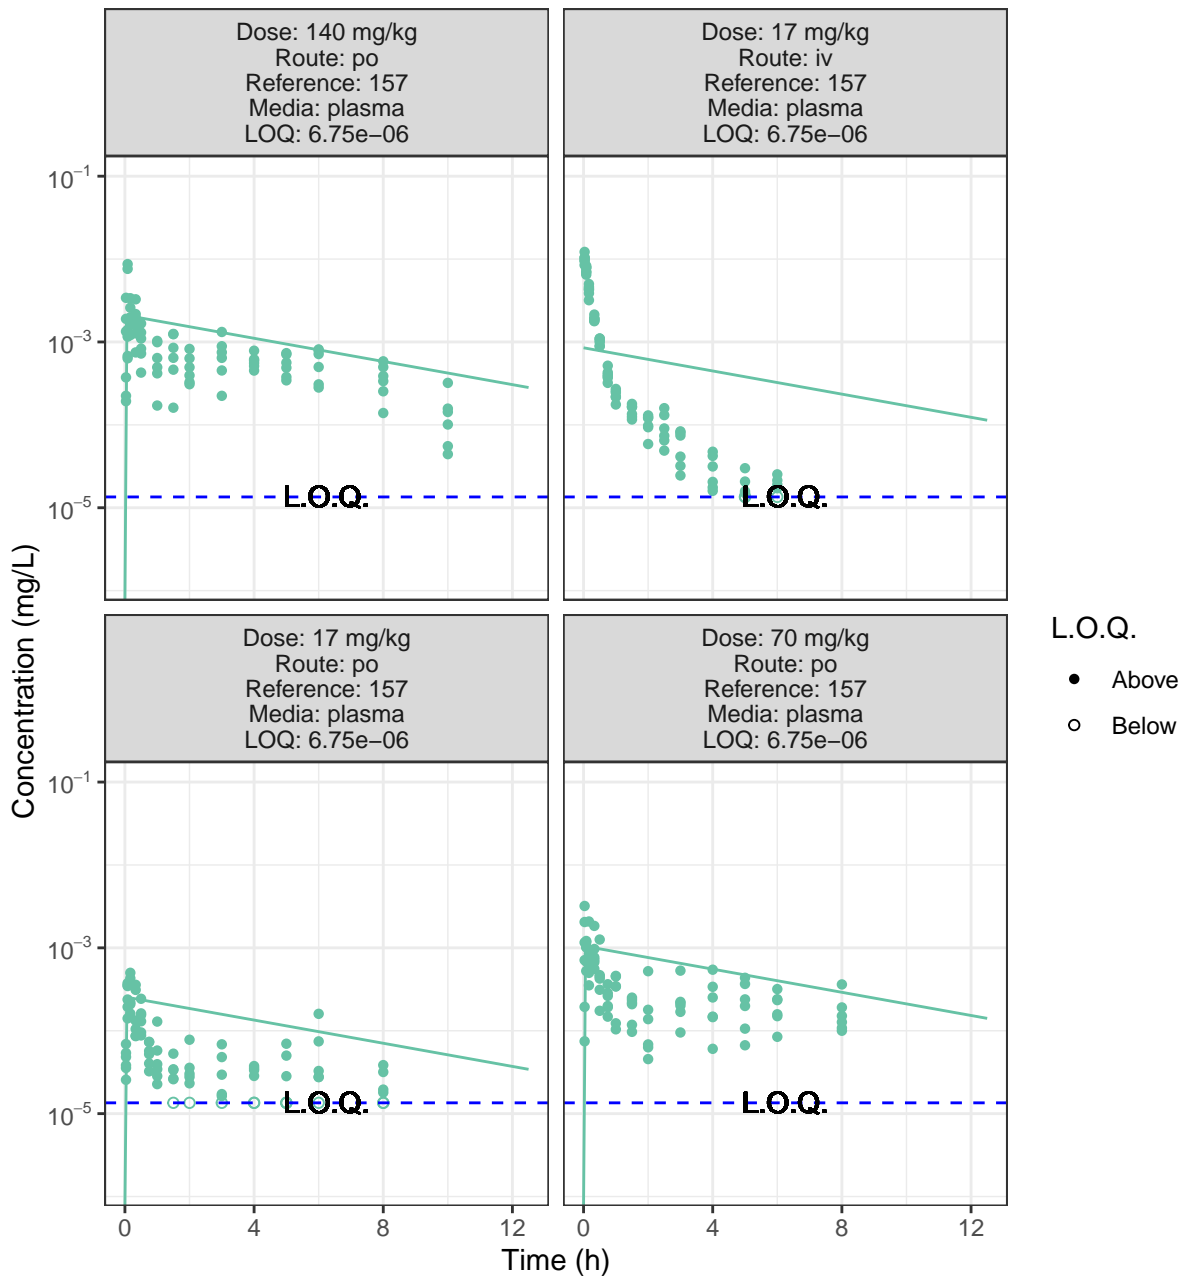 Dose: 140 mg/kg
Route: po
Reference: 157
Media: plasma
LOQ: 6.75e−06
Dose: 17 mg/kg
Route: iv
Reference: 157
Media: plasma
LOQ: 6.75e−06
10⁻¹
10⁻³
10⁻⁵
L.O.Q.
L.O.Q.
Dose: 17 mg/kg
Route: po
Reference: 157
Media: plasma
LOQ: 6.75e−06
Dose: 70 mg/kg
Route: po
Reference: 157
Media: plasma
LOQ: 6.75e−06
10⁻¹
10⁻³
10⁻⁵
L.O.Q.
L.O.Q.
0 4 8 12
0 4 8 12
Time (h)
Concentration (mg/L)
L.O.Q.
Above
Below